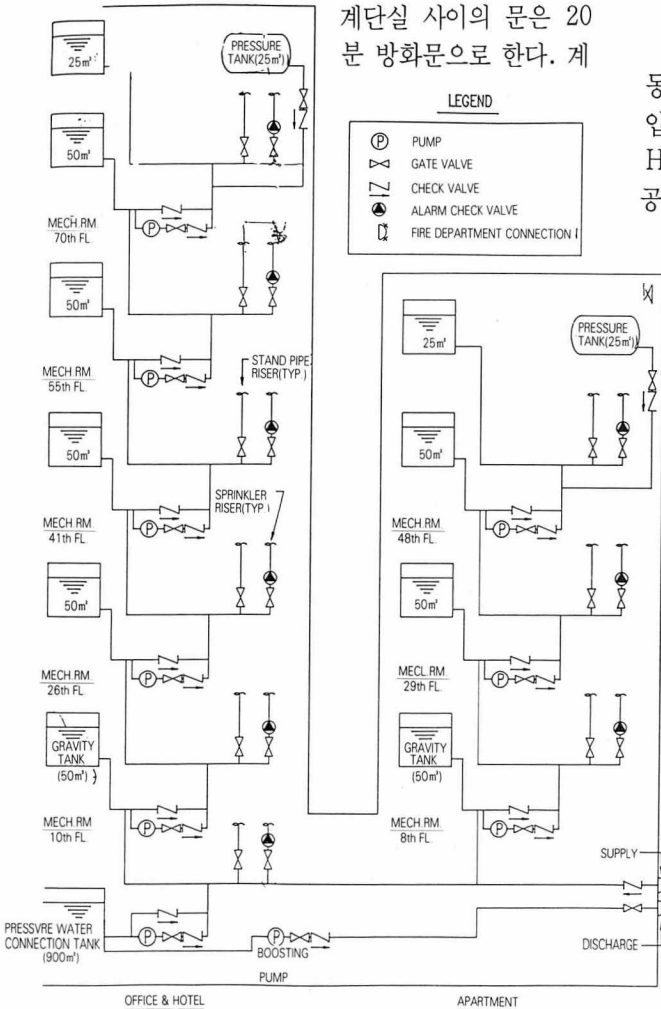 계단실 사이의 문은 20
분 방화문으로 한다. 계
동
공
LEGEND
PUMP
GATE VALVE
CHECK VALVE
ALARM CHECK VALVE
FIRE DEPARTMENT CONNECTION
P
25m³
PRESSURE
TANK(25m³)
50m³
MECH.RM.
70th FL.
P
50m³
MECH.RM.
55th FL.
P
STAND PIPE
RISER(TYP.)
50m³
MECH.RM.
41th FL.
P
SPRINKLER
RISER(TYP.)
50m³
MECH.RM.
26th FL.
P
GRAVITY
TANK
(50m³)
MECH.RM.
10th FL.
P
PRESSVRE WATER
CONNECTION TANK
(900m³)
P
P
BOOSTING
PUMP
OFFICE & HOTEL
25m³
PRESSURE
TANK(25m³)
50m³
MECH.RM.
48th FL.
P
50m³
MECL.RM.
29th FL.
P
GRAVITY
TANK
(50m³)
MECH.RM.
8th FL.
P
SUPPLY
DISCHARGE
APARTMENT